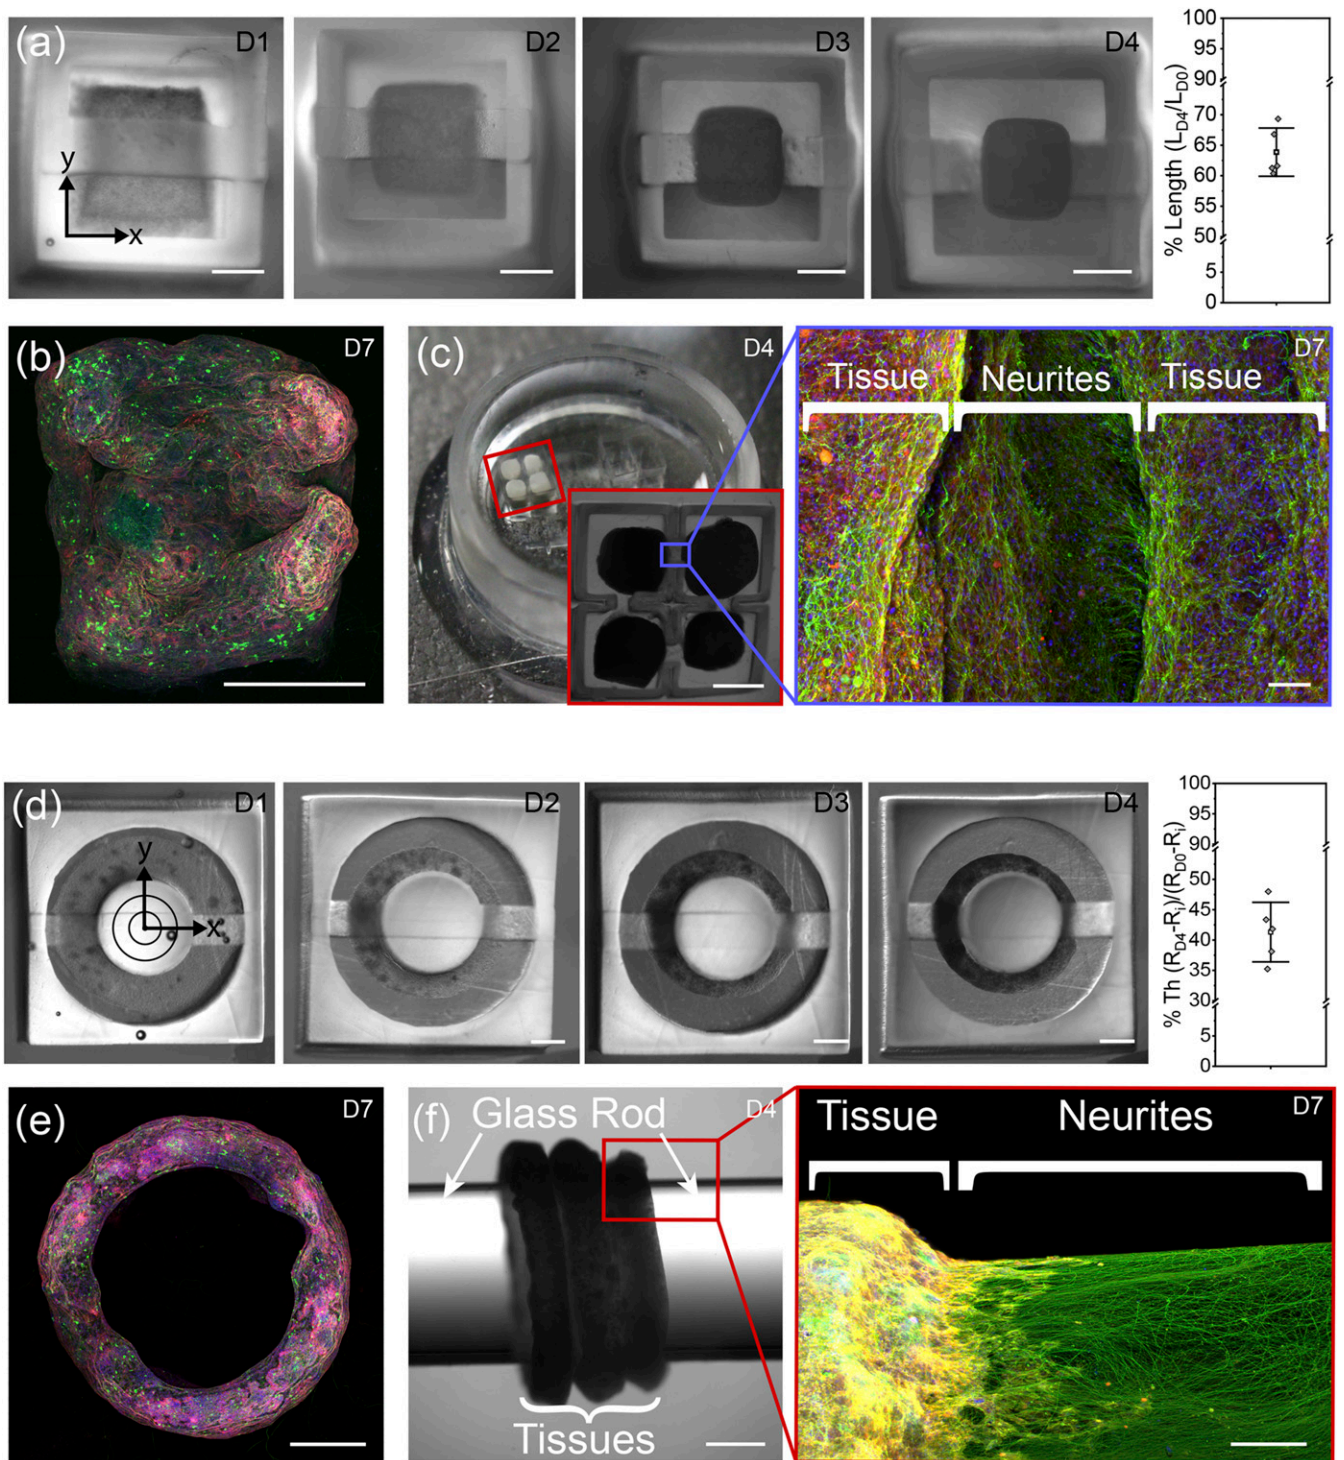 (a) D1 D2 D3 D4
y
x
% Length (L_D4/L_D0)
100
95
90
70
65
60
55
50
5
0
(b) D7
(c) D4
D7
Tissue Neurites Tissue
(d) D1 D2 D3 D4
y
x
% Th (R_D4-R_i)/(R_D0-R_i)
100
95
90
50
45
40
35
30
5
0
(e) D7
(f) D4
Glass Rod
Tissues
D7
Tissue Neurites